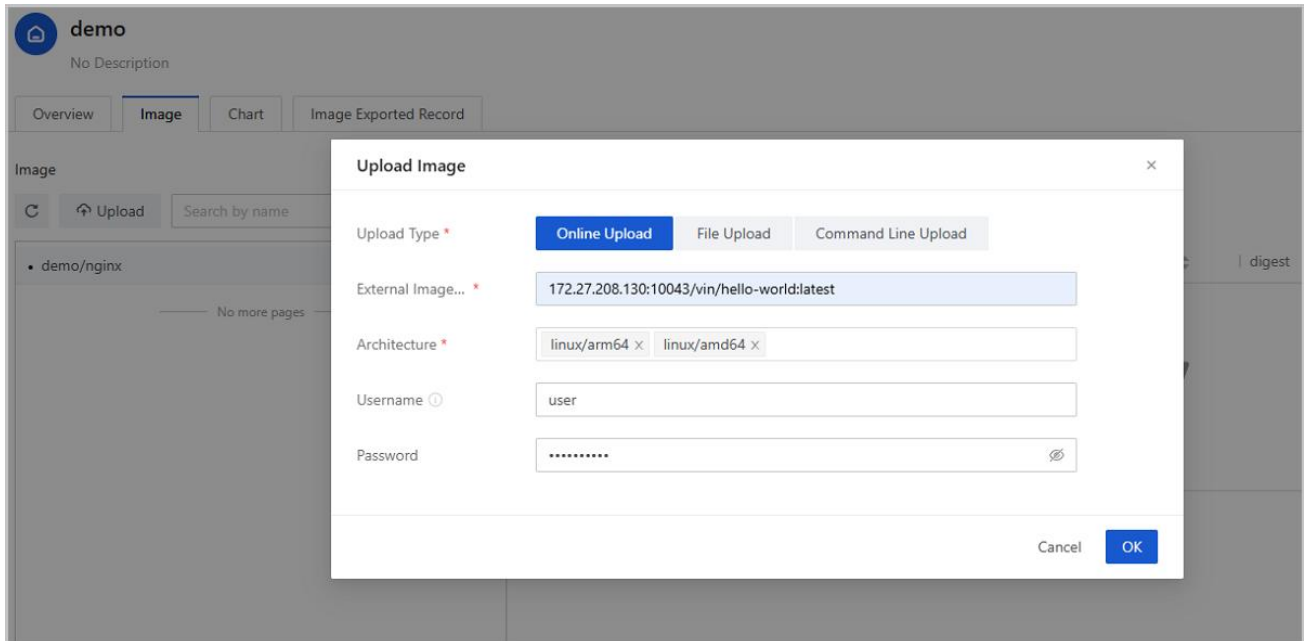 demo
No Description
Overview Image Chart Image Exported Record
Image
Upload Search by name
• demo/nginx
No more pages
digest
Upload Image
Upload Type * Online Upload File Upload Command Line Upload
External Image... * 172.27.208.130:10043/vin/hello-world:latest
Architecture * linux/arm64 × linux/amd64 ×
Username user
Password ••••••••••
Cancel OK